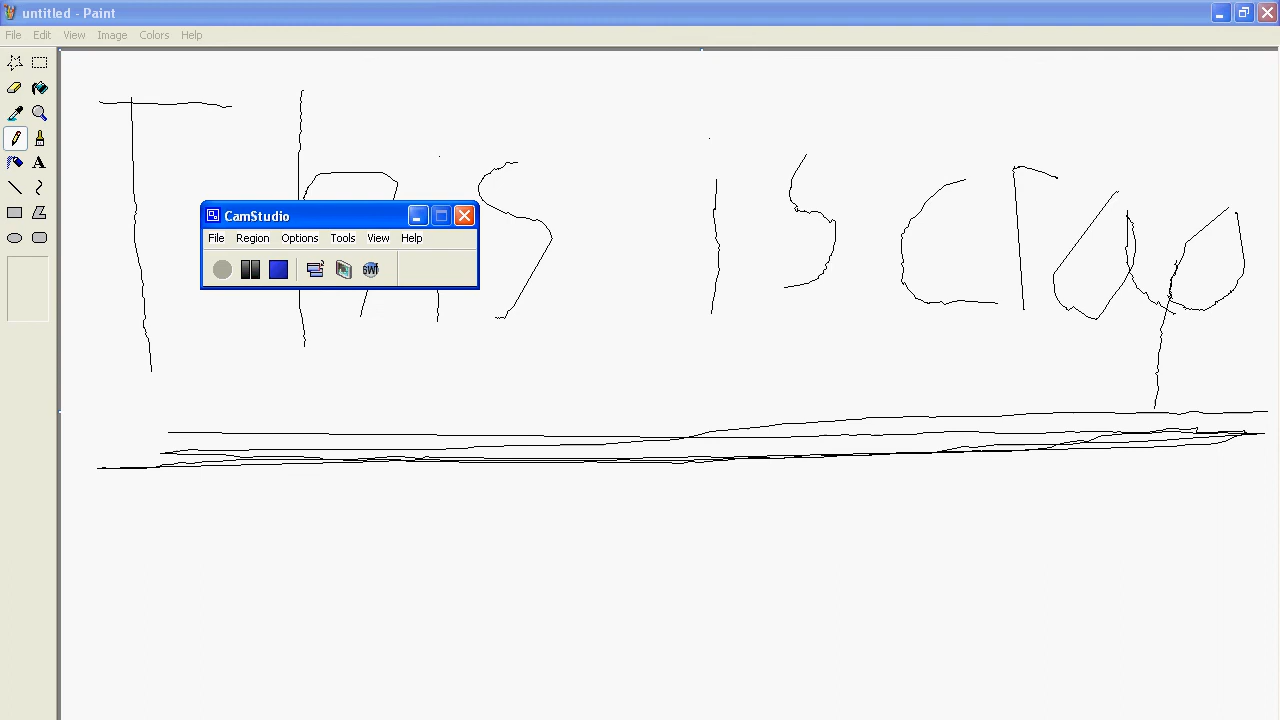 untitled - Paint
File Edit View Image Colors Help
This is crap
CamStudio
File Region Options Tools View Help